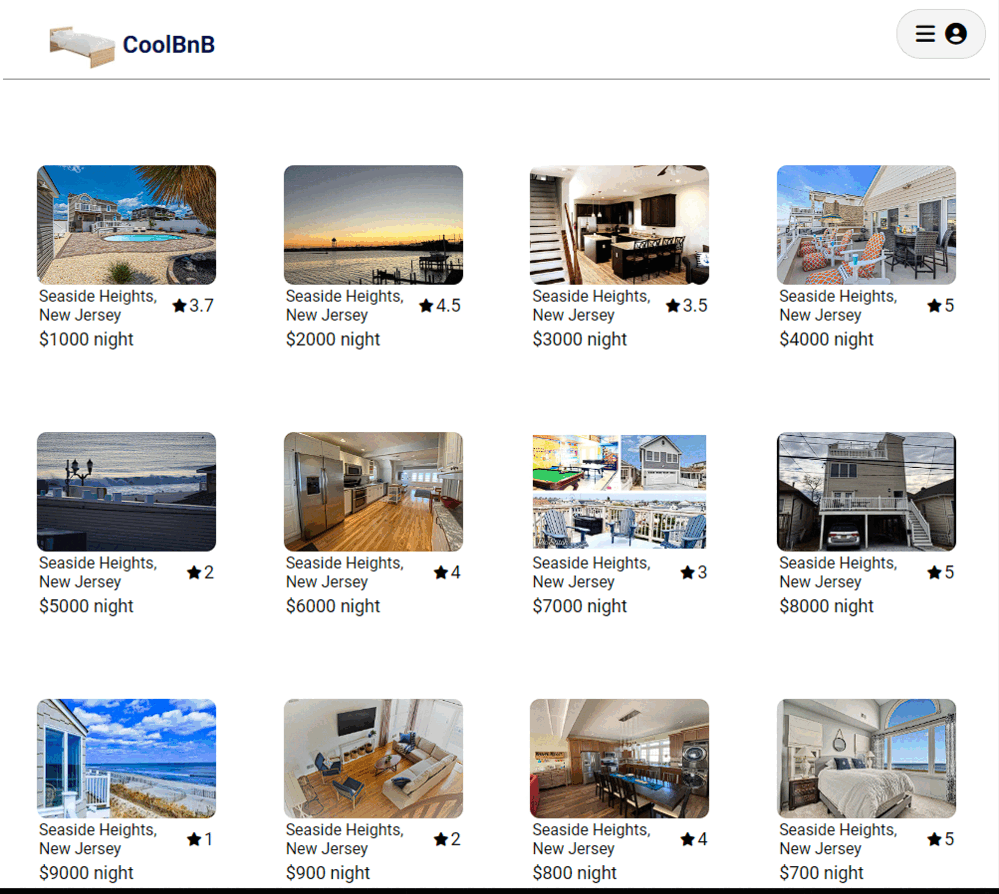 CoolBnB
Seaside Heights,
New Jersey
3.7
$1000 night
Seaside Heights,
New Jersey
4.5
$2000 night
Seaside Heights,
New Jersey
3.5
$3000 night
Seaside Heights,
New Jersey
5
$4000 night
Seaside Heights,
New Jersey
2
$5000 night
Seaside Heights,
New Jersey
4
$6000 night
Seaside Heights,
New Jersey
3
$7000 night
Seaside Heights,
New Jersey
5
$8000 night
Seaside Heights,
New Jersey
1
$9000 night
Seaside Heights,
New Jersey
2
$900 night
Seaside Heights,
New Jersey
4
$800 night
Seaside Heights,
New Jersey
5
$700 night